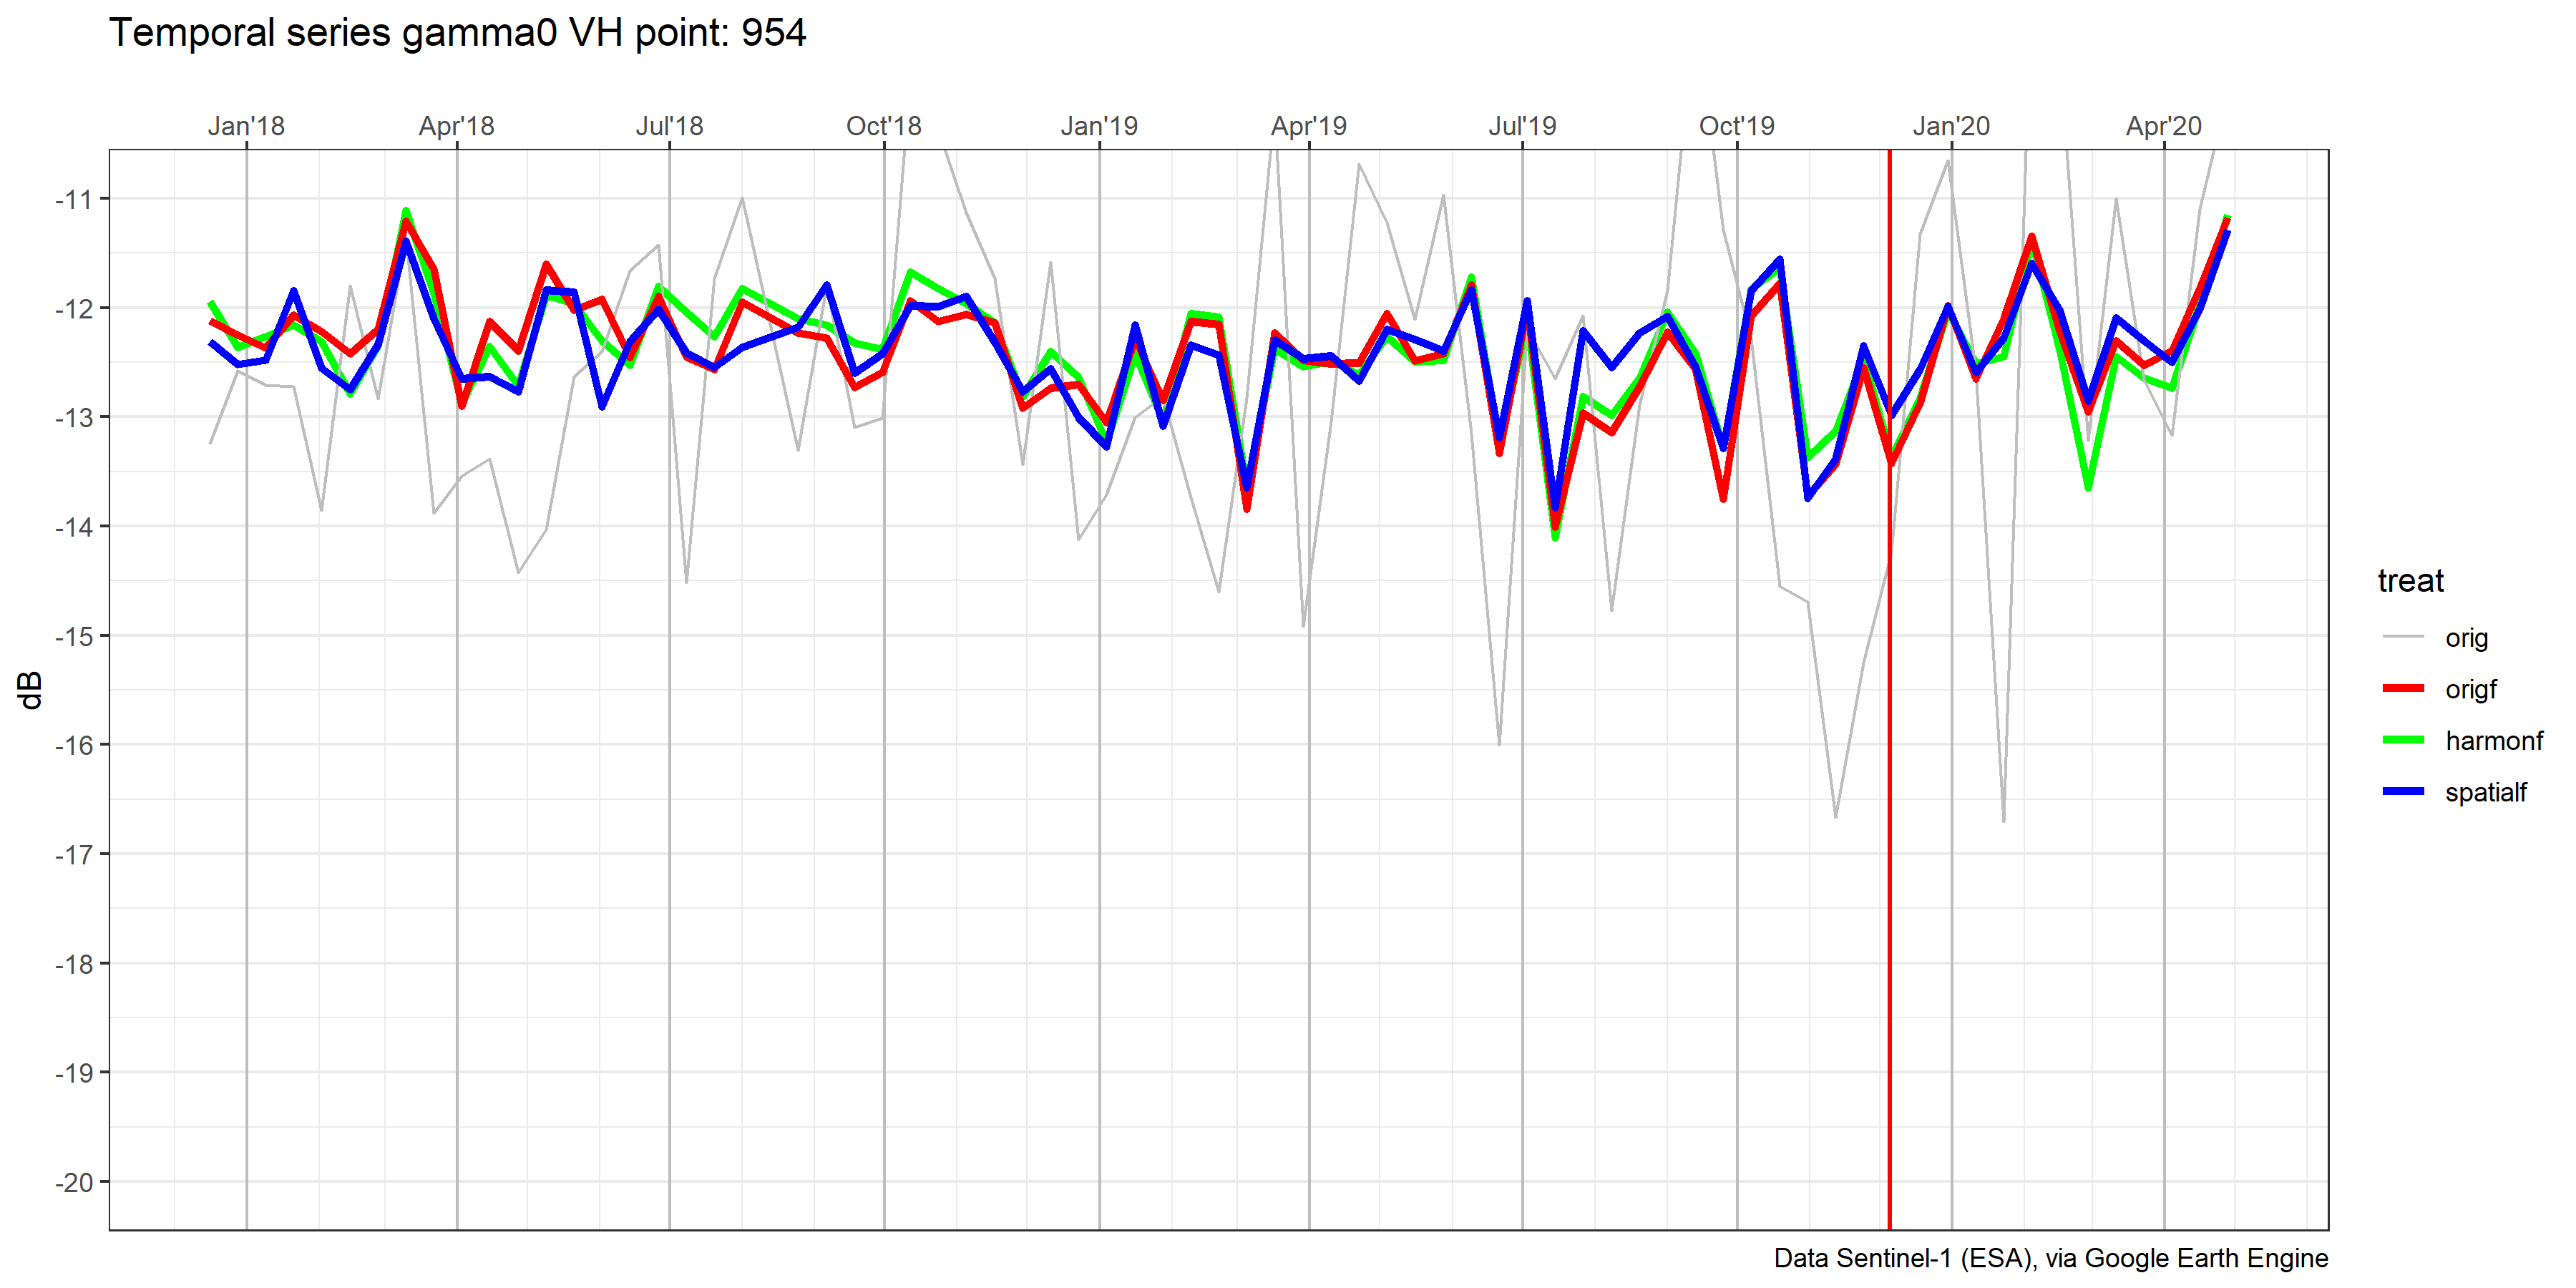 Temporal series gamma0 VH point: 954
Jan'18 Apr'18 Jul'18 Oct'18 Jan'19 Apr'19 Jul'19 Oct'19 Jan'20 Apr'20
-11
-12
-13
-14
-15
-16
-17
-18
-19
-20
dB
treat
orig
origf
harmonf
spatialf
Data Sentinel-1 (ESA), via Google Earth Engine